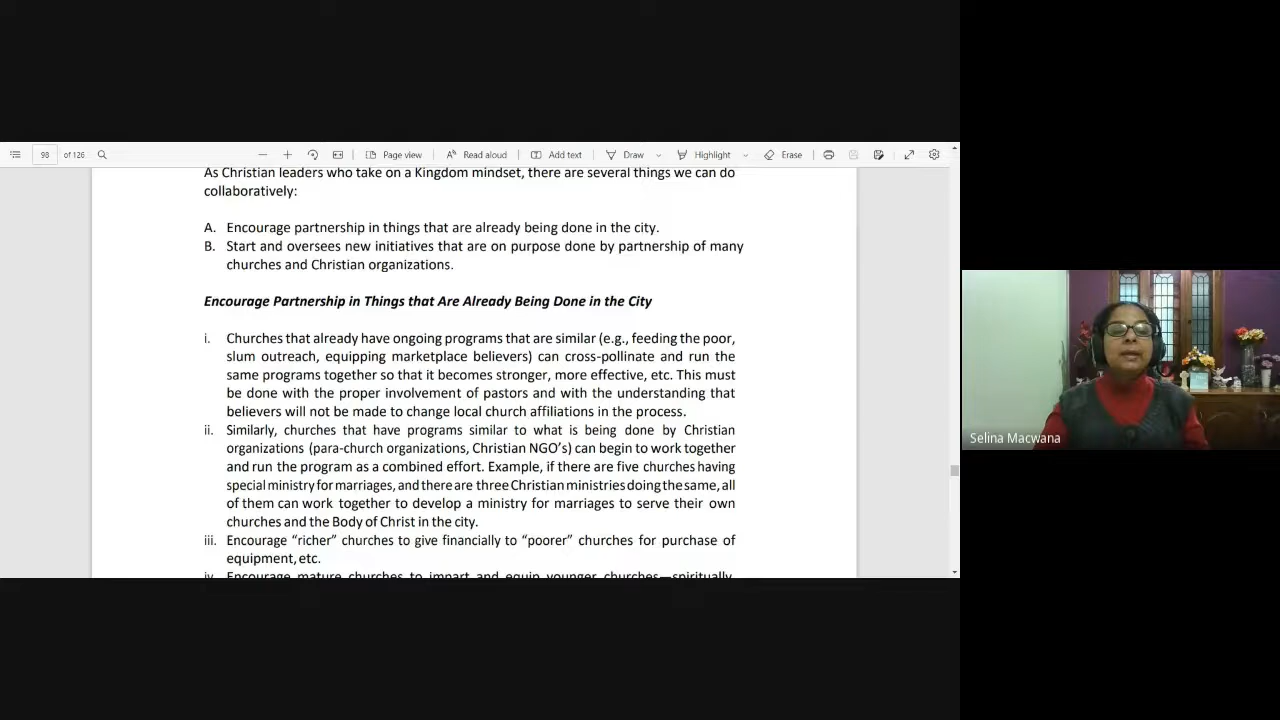 98 of 126 Page view Read aloud Add text Draw Highlight Erase
As Christian leaders who take on a Kingdom mindset, there are several things we can do
collaboratively:
A. Encourage partnership in things that are already being done in the city.
B. Start and oversees new initiatives that are on purpose done by partnership of many
churches and Christian organizations.
Encourage Partnership in Things that Are Already Being Done in the City
i. Churches that already have ongoing programs that are similar (e.g., feeding the poor,
slum outreach, equipping marketplace believers) can cross-pollinate and run the
same programs together so that it becomes stronger, more effective, etc. This must
be done with the proper involvement of pastors and with the understanding that
believers will not be made to change local church affiliations in the process.
ii. Similarly, churches that have programs similar to what is being done by Christian
organizations (para-church organizations, Christian NGO’s) can begin to work together
and run the program as a combined effort. Example, if there are five churches having
special ministry for marriages, and there are three Christian ministries doing the same, all
of them can work together to develop a ministry for marriages to serve their own
churches and the Body of Christ in the city.
iii. Encourage “richer” churches to give financially to “poorer” churches for purchase of
equipment, etc.
iv. Encourage mature churches to impart and equip younger churches—spiritually,
Selina Macwana